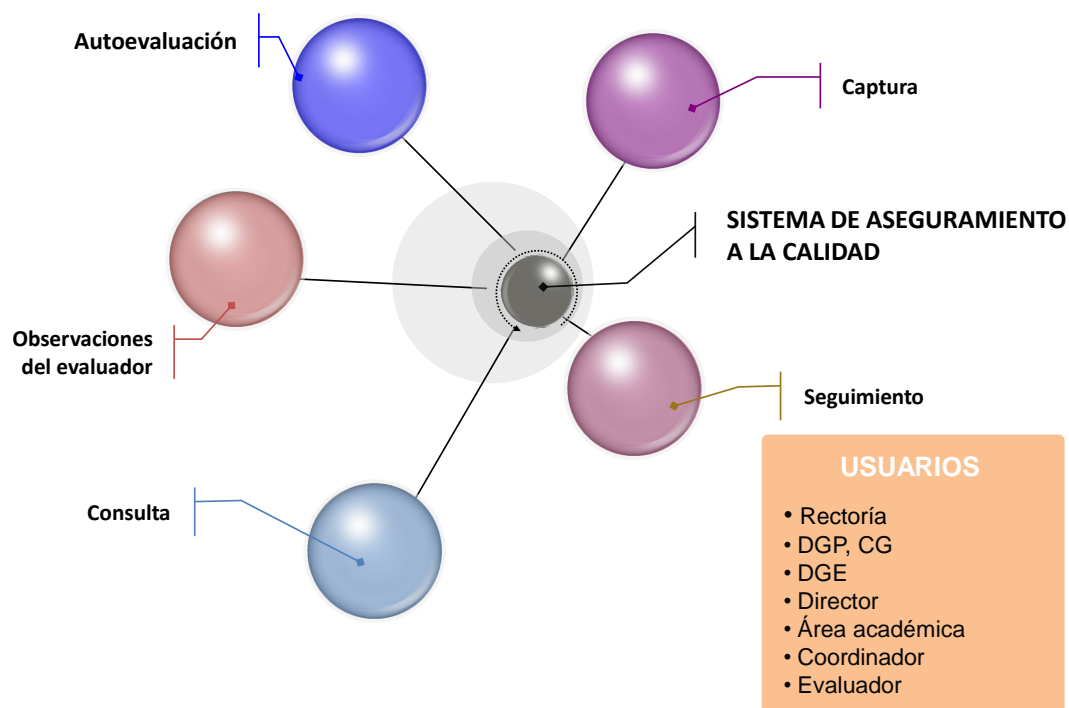 Autoevaluación
Captura
SISTEMA DE ASEGURAMIENTO
A LA CALIDAD
Observaciones
del evaluador
Seguimiento
Consulta
USUARIOS
• Rectoría
• DGP, CG
• DGE
• Director
• Área académica
• Coordinador
• Evaluador